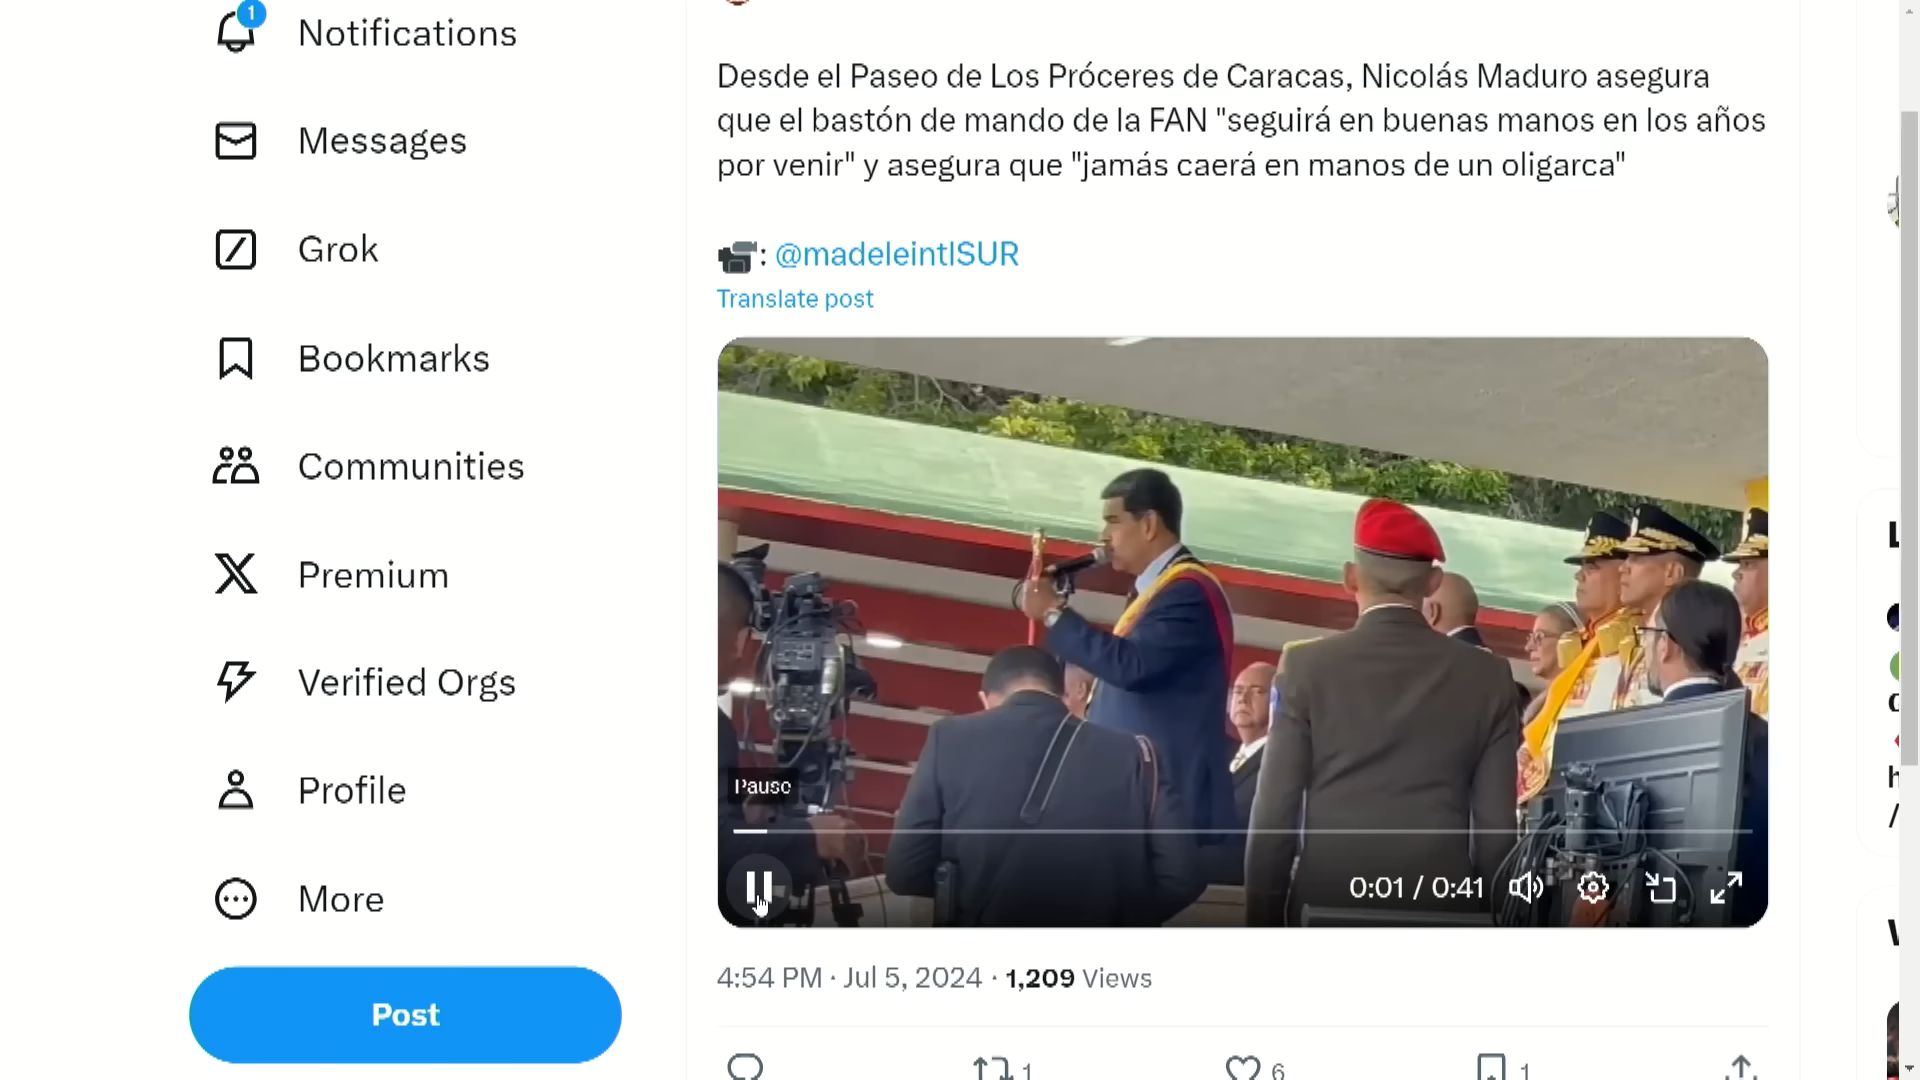 1
Notifications
Desde el Paseo de Los Próceres de Caracas, Nicolás Maduro asegura
que el bastón de mando de la FAN "seguirá en buenas manos en los años
por venir" y asegura que "jamás caerá en manos de un oligarca"
Messages
Grok
: @madeleintlSUR
Translate post
Bookmarks
Communities
Premium
Verified Orgs
Profile
More
Post
Pause
0:01 / 0:41
4:54 PM · Jul 5, 2024 · 1,209 Views
1
6
1